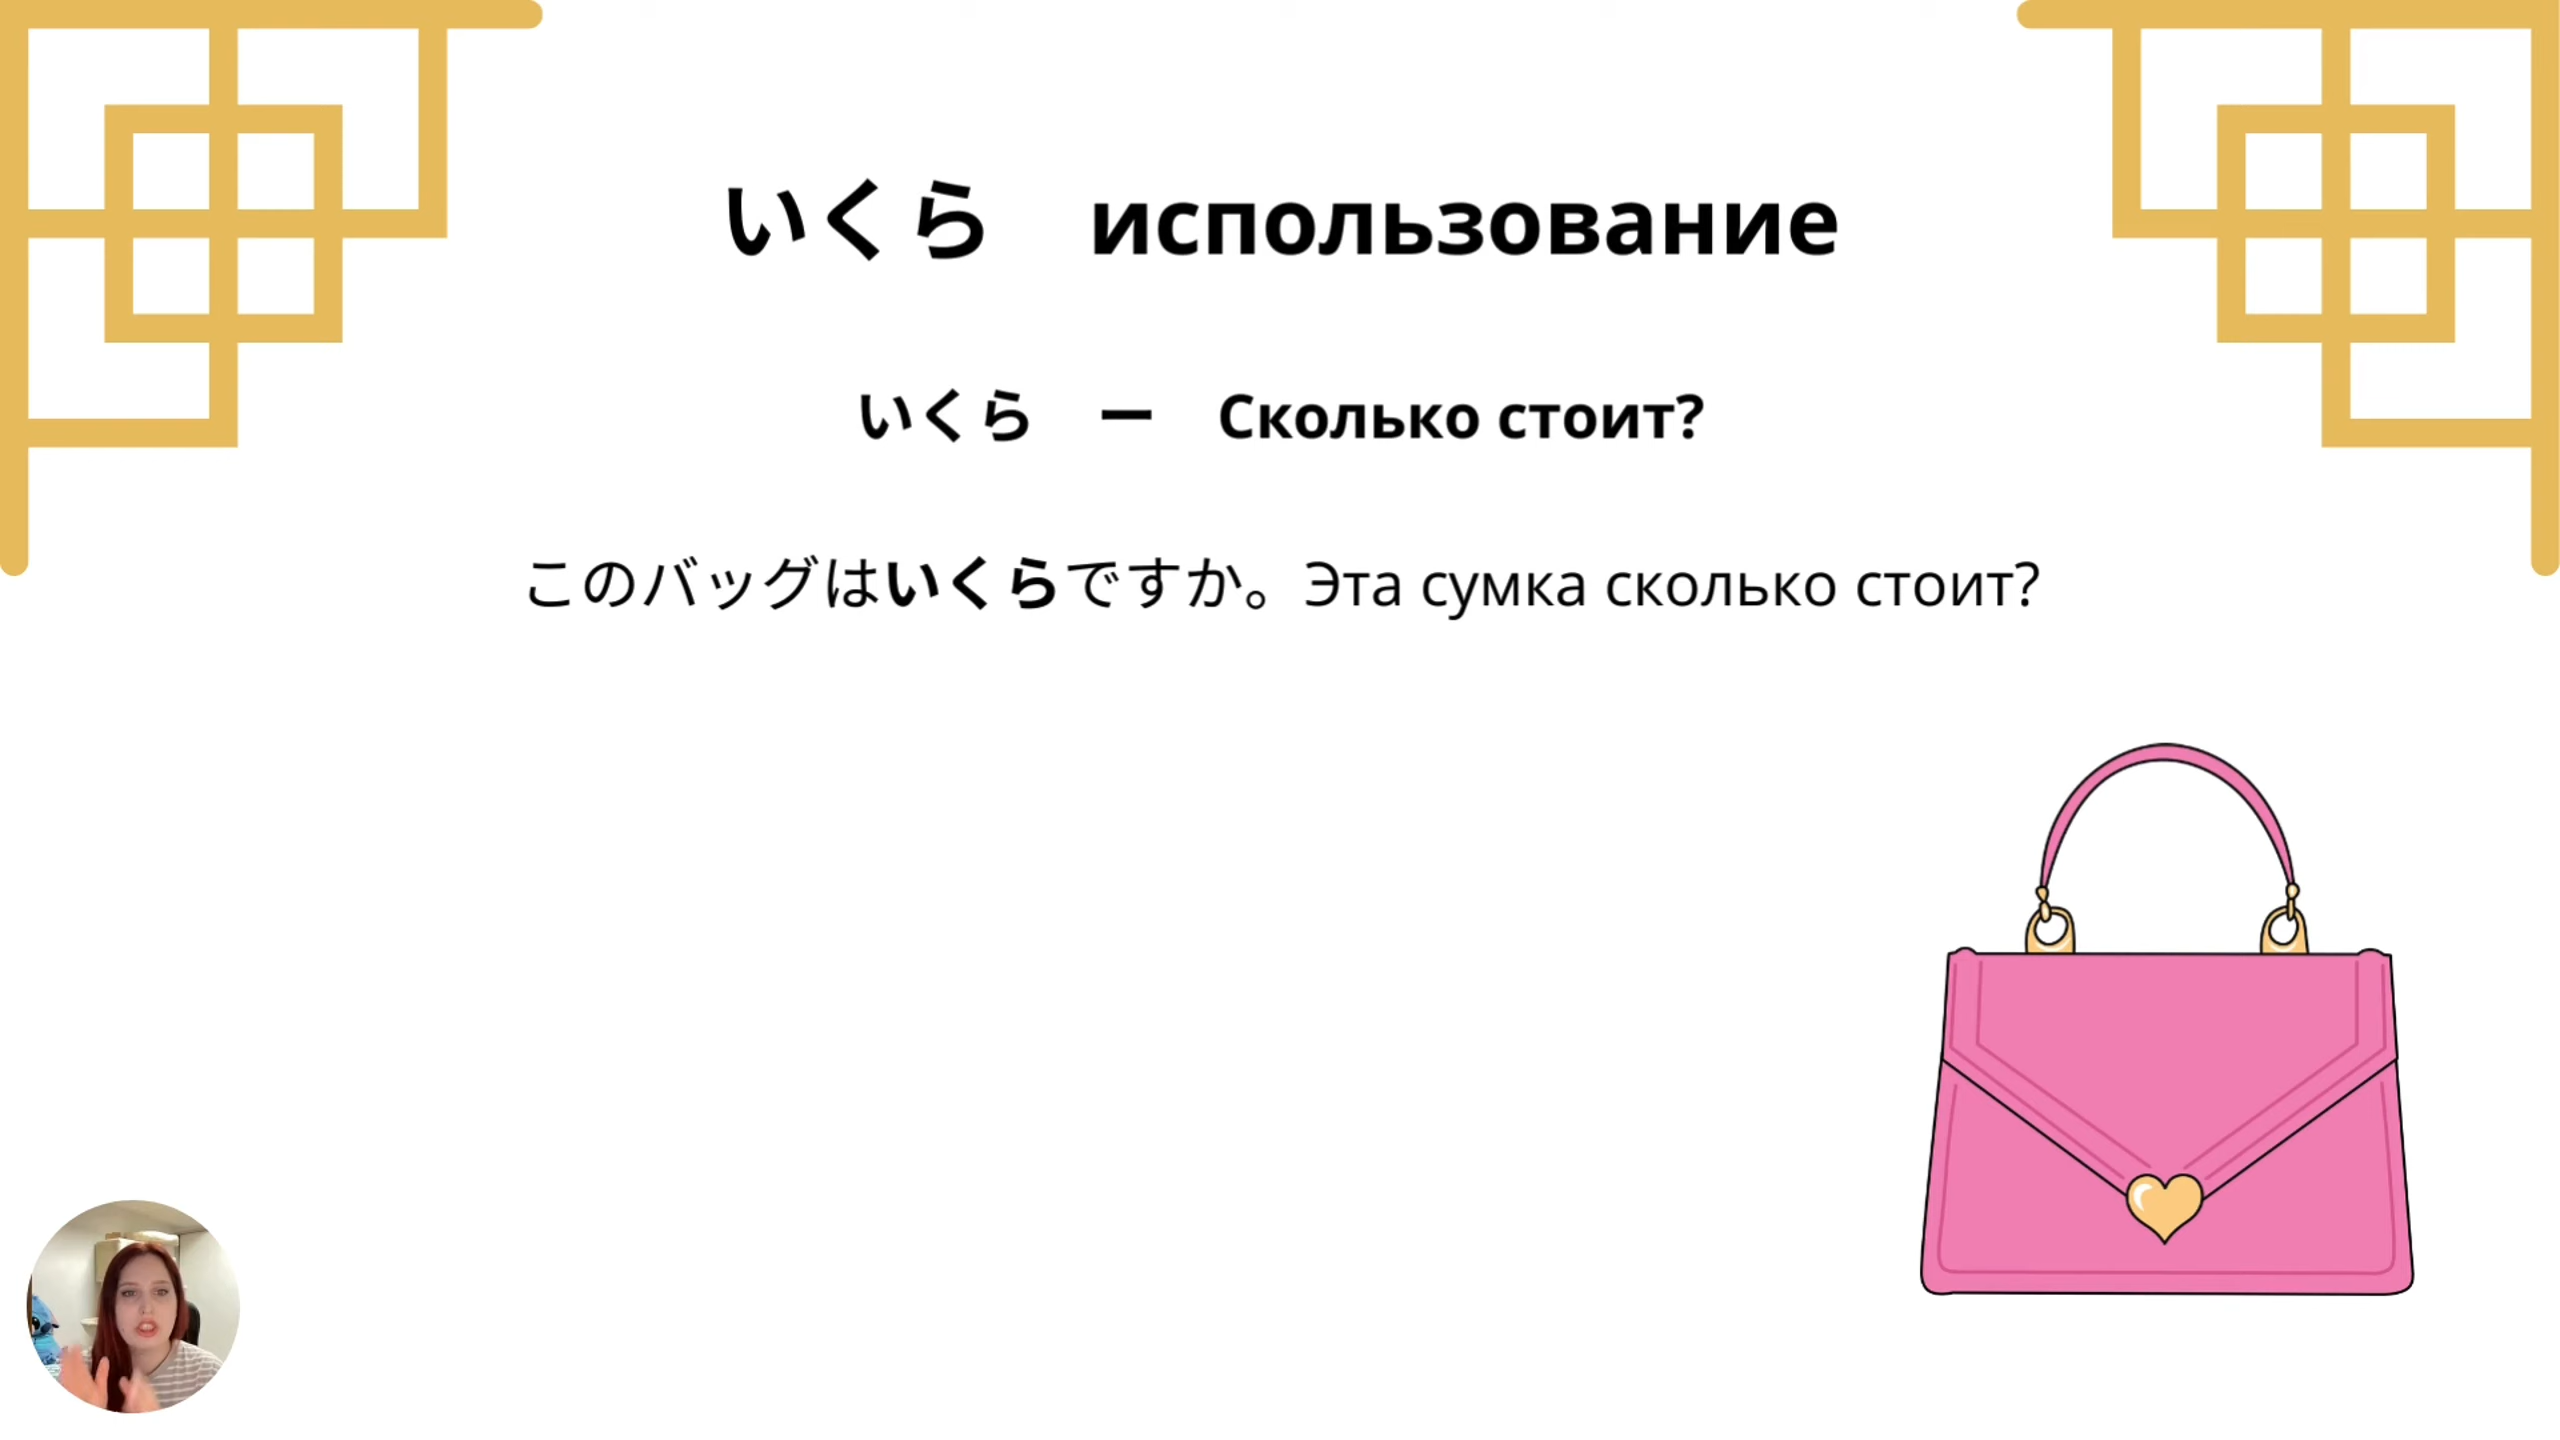 いくら　использование
いくら　ー　Сколько стоит?
このバッグはいくらですか。Эта сумка сколько стоит?